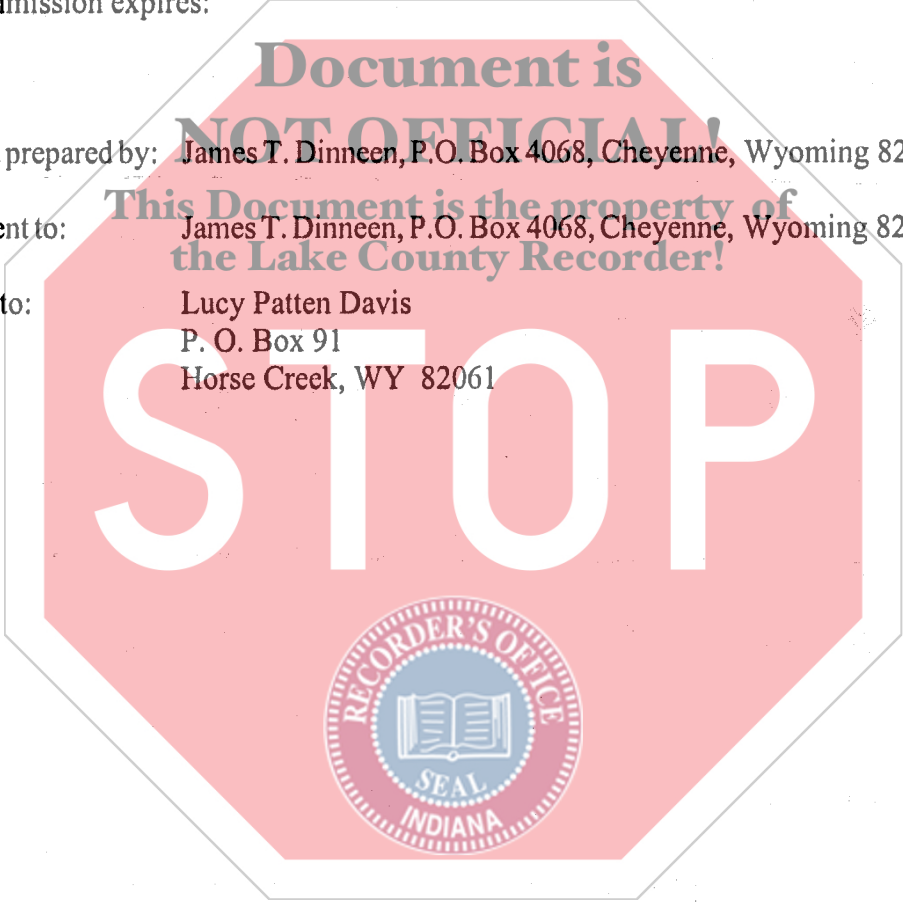 mission expires:
Document is
NOT OFFICIAL!
prepared by: James T. Dinneen, P.O. Box 4068, Cheyenne, Wyoming 82
This Document is the property of
ent to: James T. Dinneen, P.O. Box 4068, Cheyenne, Wyoming 82
the Lake County Recorder!
to: Lucy Patten Davis
P. O. Box 91
Horse Creek, WY 82061
STOP
RECORDER'S OFFICE
SEAL
INDIANA